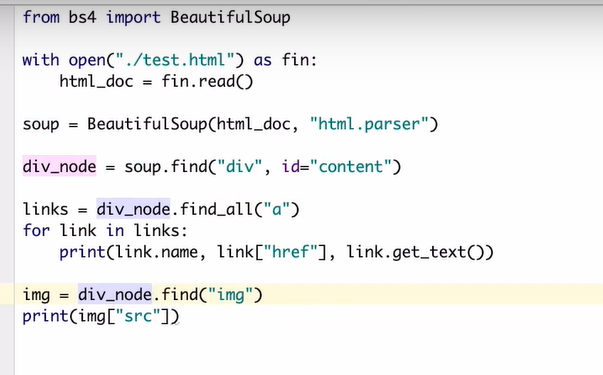 from bs4 import BeautifulSoup
with open("./test.html") as fin:
    html_doc = fin.read()
soup = BeautifulSoup(html_doc, "html.parser")
div_node = soup.find("div", id="content")
links = div_node.find_all("a")
for link in links:
    print(link.name, link["href"], link.get_text())
img = div_node.find("img")
print(img["src"])